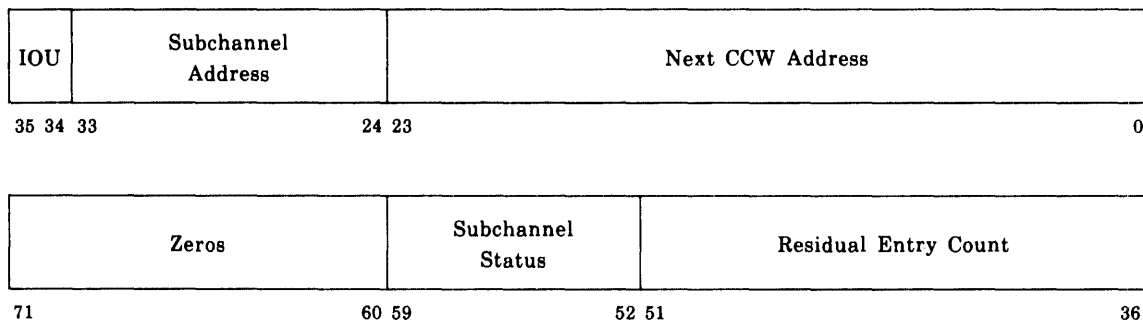 IOU
Subchannel
Address
Next CCW Address
35 34 33 24 23 0
Zeros
Subchannel
Status
Residual Entry Count
71 60 59 52 51 36